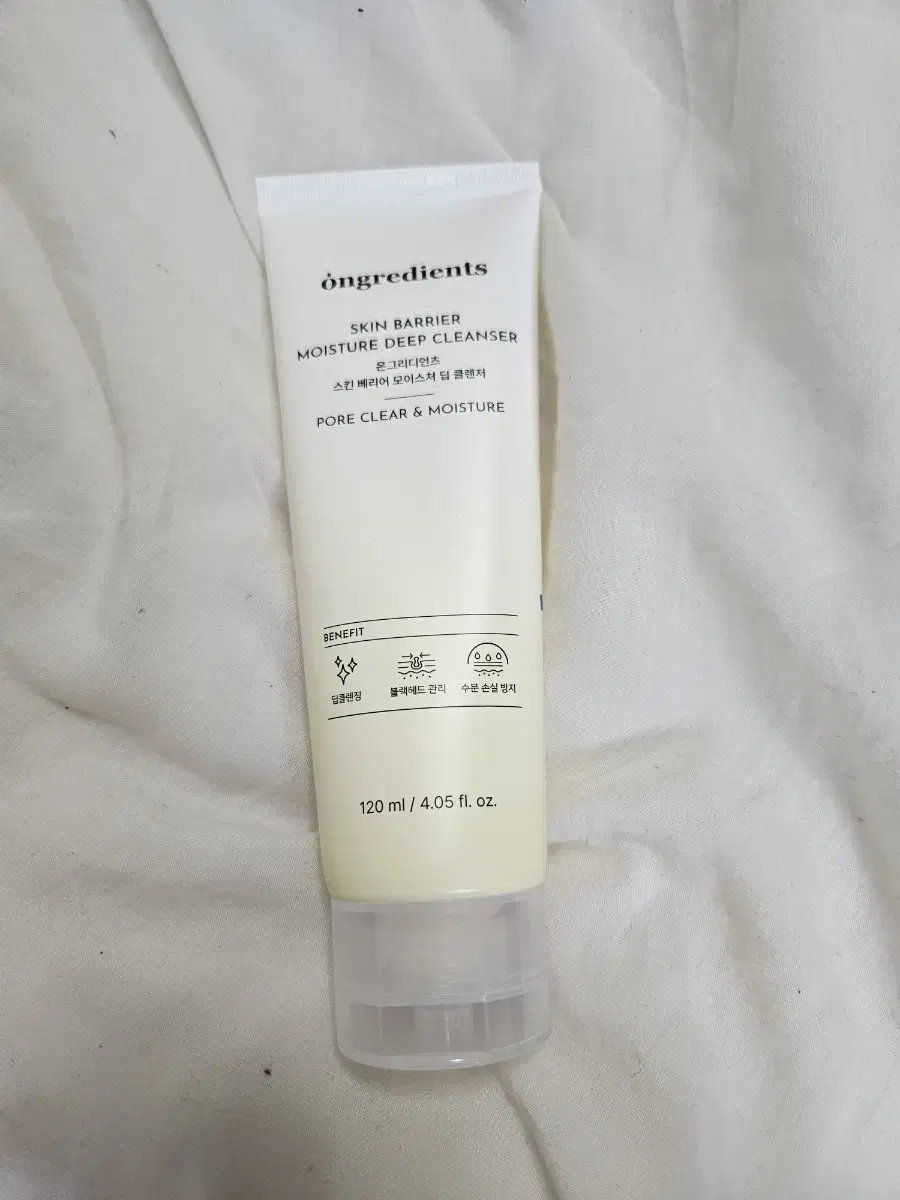 ȯngredients
SKIN BARRIER
MOISTURE DEEP CLEANSER
온그리디언츠
스킨 베리어 모이스처 딥 클렌저
PORE CLEAR & MOISTURE
BENEFIT
딥클렌징 블랙헤드 관리 수분 손실 방지
120 ml / 4.05 fl. oz.